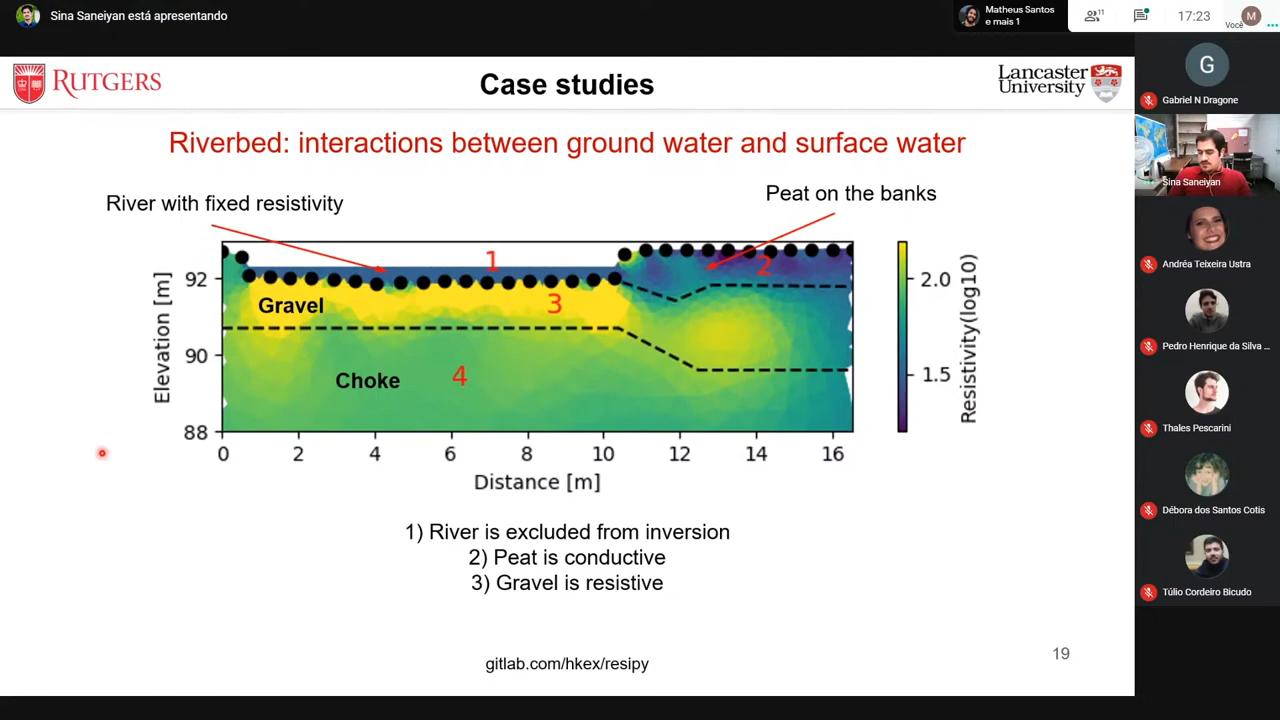 Sina Saneiyan está apresentando
Matheus Santos
e mais 1
11
17:23
Você
M
RUTGERS
Case studies
Lancaster
University
Riverbed: interactions between ground water and surface water
River with fixed resistivity
Peat on the banks
1
2
3
4
Gravel
Choke
92
90
88
Elevation [m]
0 2 4 6 8 10 12 14 16
Distance [m]
2.0
1.5
Resistivity(log10)
1) River is excluded from inversion
2) Peat is conductive
3) Gravel is resistive
gitlab.com/hkex/resipy
19
G
Gabriel N Dragone
Sina Saneiyan
Andréa Teixeira Ustra
Pedro Henrique da Silva ...
Thales Pescarini
Débora dos Santos Cotis
Túlio Cordeiro Bicudo